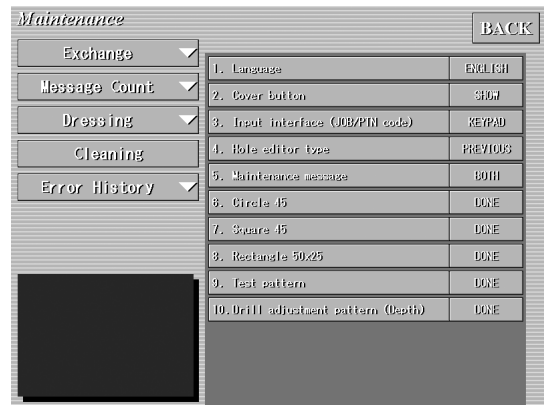 Maintenance
BACK
Exchange
Message Count
Dressing
Cleaning
Error History
1. Language ENGLISH
2. Cover button SHOW
3. Input interface (JOB/PIN code) KEYPAD
4. Hole editor type PREVIOUS
5. Maintenance message BOTH
6. Circle 45 DONE
7. Square 45 DONE
8. Rectangle 50x25 DONE
9. Test pattern DONE
10.Drill adjustment pattern (Depth) DONE